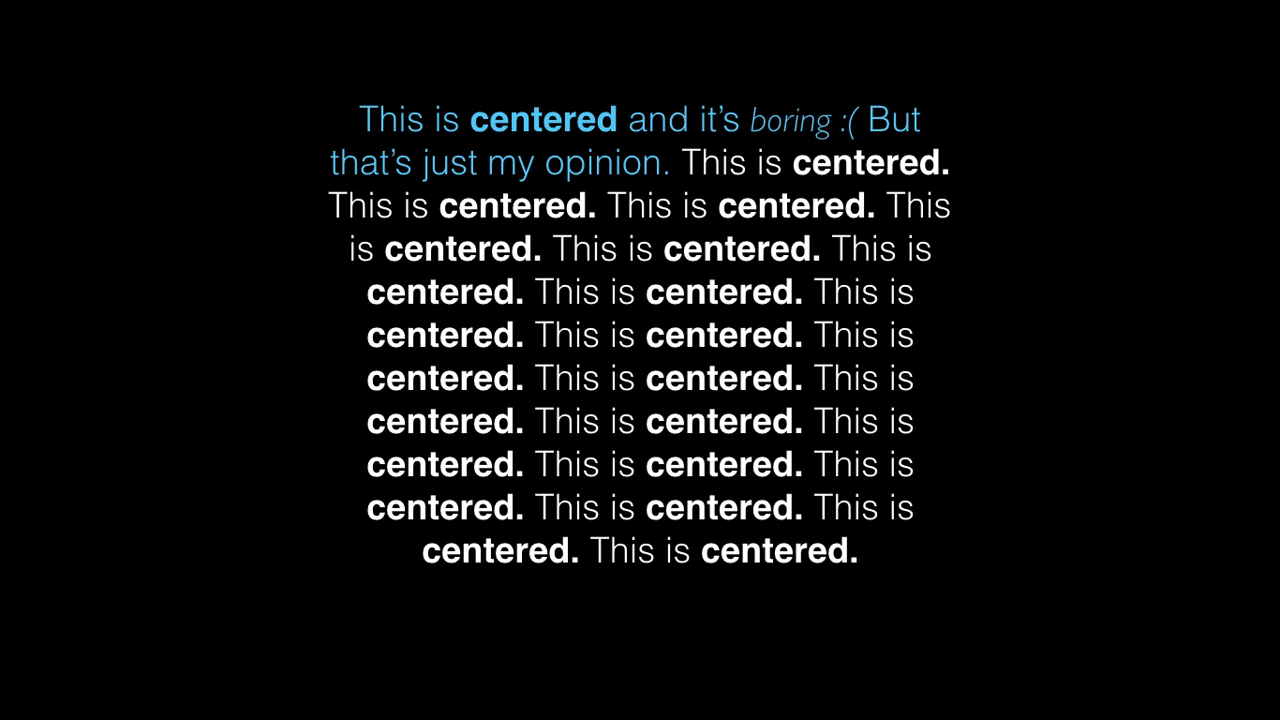 This is centered and it's boring :( But
that's just my opinion. This is centered.
This is centered. This is centered. This
is centered. This is centered. This is
centered. This is centered. This is
centered. This is centered. This is
centered. This is centered. This is
centered. This is centered. This is
centered. This is centered. This is
centered. This is centered. This is
centered. This is centered.